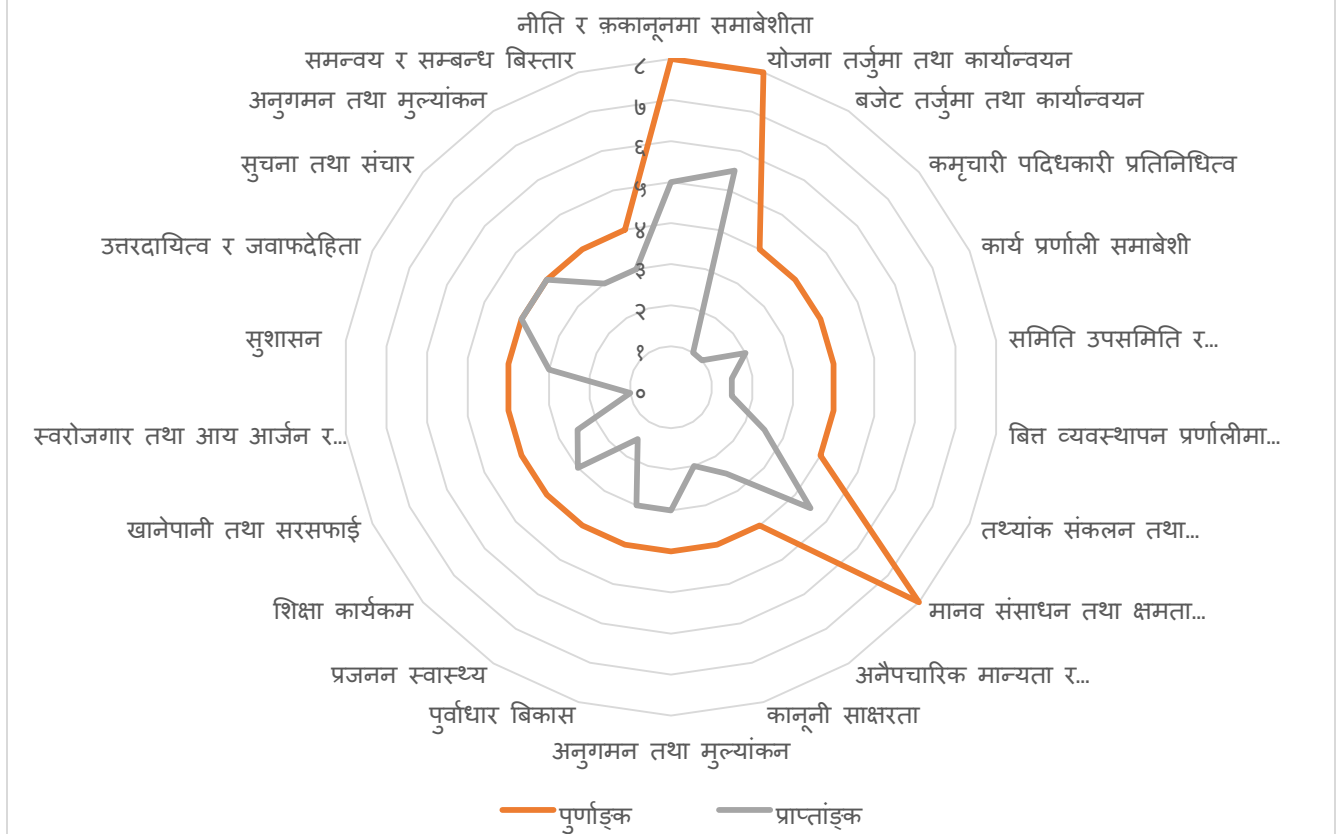 नीति र क़कानूनमा समाबेशीता
योजना तर्जुमा तथा कार्यान्वयन
बजेट तर्जुमा तथा कार्यान्वयन
कमृचारी पदिधकारी प्रतिनिधित्व
कार्य प्रर्णाली समाबेशी
समिति उपसमिति र...
बित्त व्यवस्थापन प्रर्णालीमा...
तथ्यांक संकलन तथा...
मानव संसाधन तथा क्षमता...
अनैपचारिक मान्यता र...
कानूनी साक्षरता
अनुगमन तथा मुल्यांकन
पुर्वाधार बिकास
प्रजनन स्वास्थ्य
शिक्षा कार्यकम
खानेपानी तथा सरसफाई
स्वरोजगार तथा आय आर्जन र...
सुशासन
उत्तरदायित्व र जवाफदेहिता
सुचना तथा संचार
अनुगमन तथा मुल्यांकन
समन्वय र सम्बन्ध बिस्तार
८
७
६
५
४
३
२
१
०
पुर्णाङ्क
प्राप्तांङ्क